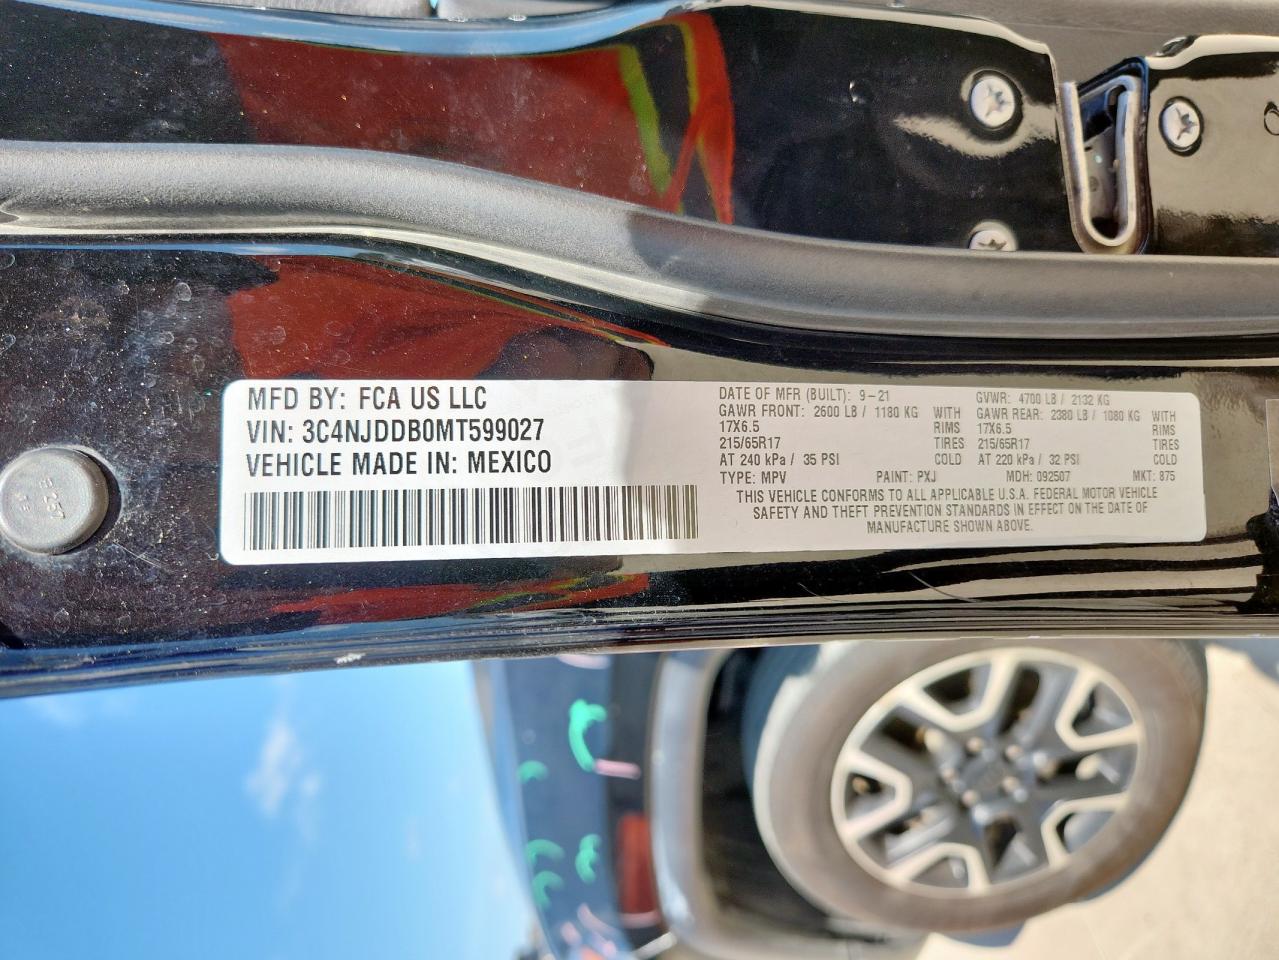 MFD BY: FCA US LLC
VIN: 3C4NJDDB0MT599027
VEHICLE MADE IN: MEXICO
DATE OF MFR (BUILT): 9-21 GVWR: 4700 LB / 2132 KG
GAWR FRONT: 2600 LB / 1180 KG WITH GAWR REAR: 2380 LB / 1080 KG WITH
17X6.5 RIMS 17X6.5 RIMS
215/65R17 TIRES 215/65R17 TIRES
AT 240 kPa / 35 PSI COLD AT 220 kPa / 32 PSI COLD
TYPE: MPV PAINT: PXJ MDH: 092507 MKT: 875
THIS VEHICLE CONFORMS TO ALL APPLICABLE U.S.A. FEDERAL MOTOR VEHICLE
SAFETY AND THEFT PREVENTION STANDARDS IN EFFECT ON THE DATE OF
MANUFACTURE SHOWN ABOVE.